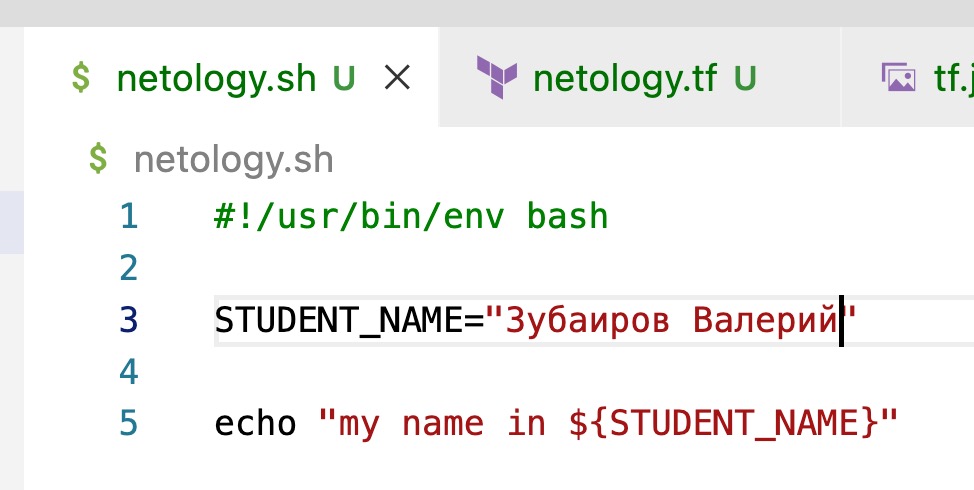 $ netology.sh U × netology.tf U tf.j
$ netology.sh
1 #!/usr/bin/env bash
2
3 STUDENT_NAME="Зубаиров Валерий"
4
5 echo "my name in ${STUDENT_NAME}"